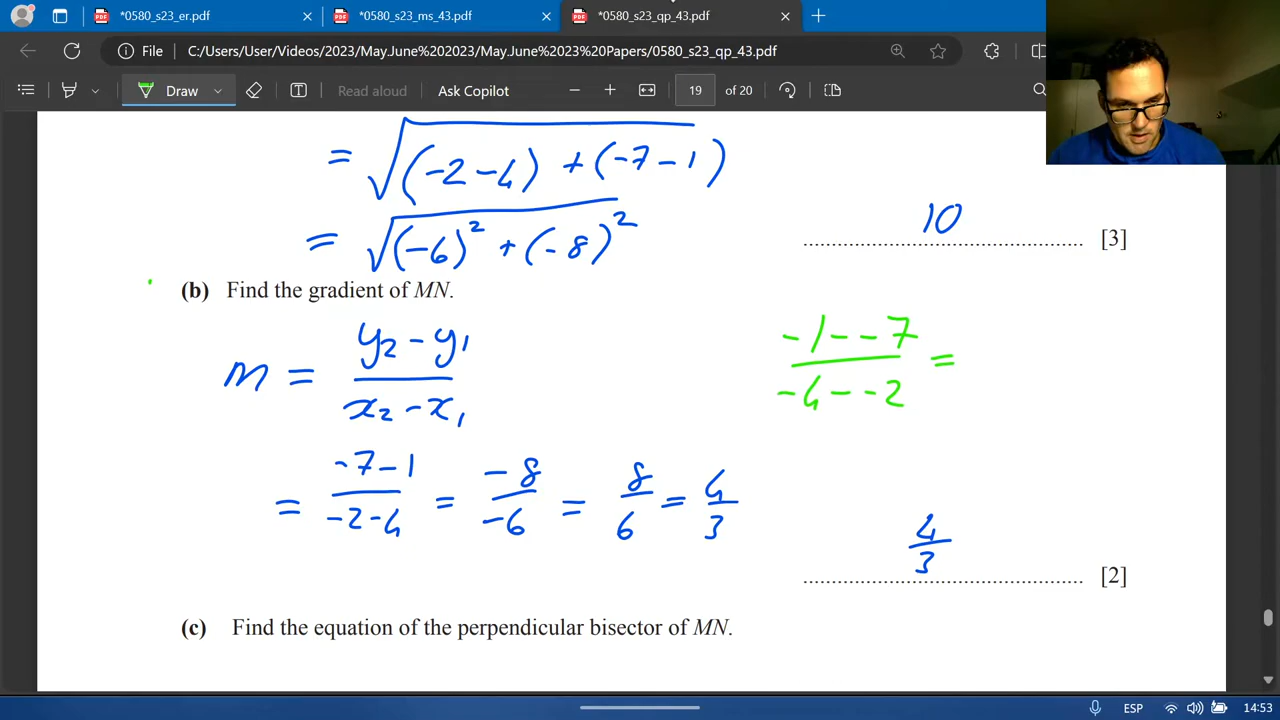 *0580_s23_er.pdf
*0580_s23_ms_43.pdf
*0580_s23_qp_43.pdf
File
C:/Users/User/Videos/2023/May.June%202023/May.June%2023%20Papers/0580_s23_qp_43.pdf
Draw
Read aloud
Ask Copilot
19 of 20
= √(-2-4) + (-7-1)
= √(-6)² + (-8)²
10
[3]
(b) Find the gradient of MN.
m = y₂-y₁ / x₂-x₁
-1--7 / -4--2 =
= -7-1 / -2-4 = -8 / -6 = 8/6 = 4/3
4/3
[2]
(c) Find the equation of the perpendicular bisector of MN.
ESP
14:53